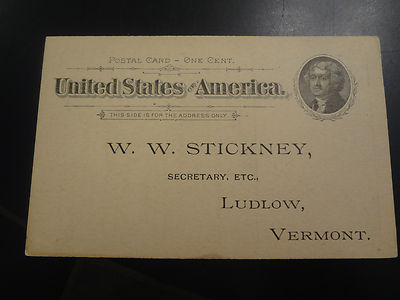 POSTAL CARD – ONE CENT.
United States of America.
THIS SIDE IS FOR THE ADDRESS ONLY.
W. W. STICKNEY,
SECRETARY, ETC.,
LUDLOW,
VERMONT.